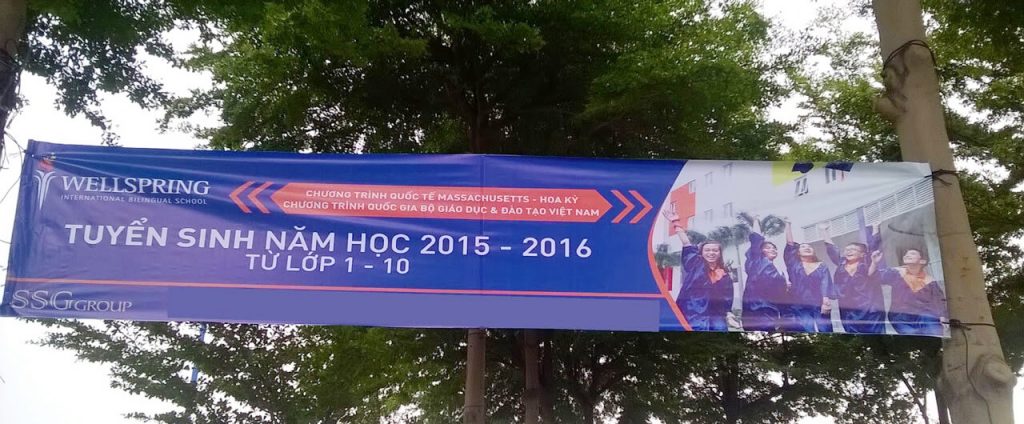 WELLSPRING
INTERNATIONAL BILINGUAL SCHOOL
CHƯƠNG TRÌNH QUỐC TẾ MASSACHUSETTS - HOA KỲ
CHƯƠNG TRÌNH QUỐC GIA BỘ GIÁO DỤC & ĐÀO TẠO VIỆT NAM
TUYỂN SINH NĂM HỌC 2015 - 2016
TỪ LỚP 1 - 10
SSG GROUP